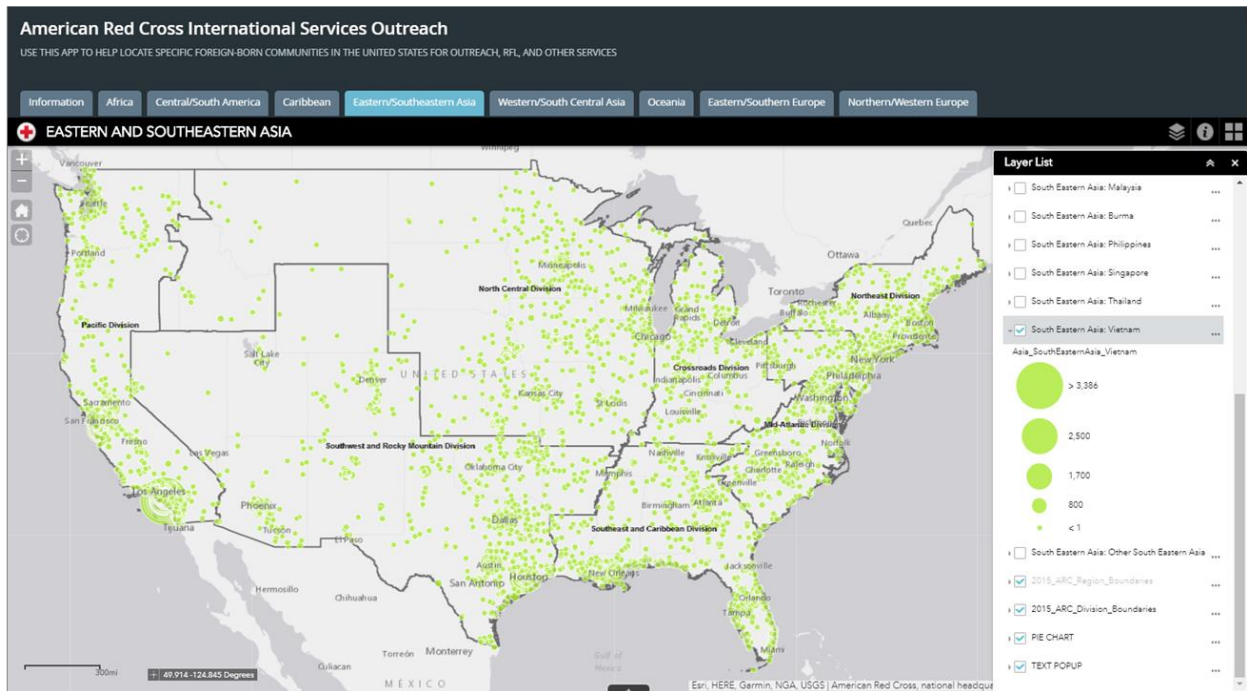 American Red Cross International Services Outreach
USE THIS APP TO HELP LOCATE SPECIFIC FOREIGN-BORN COMMUNITIES IN THE UNITED STATES FOR OUTREACH, RFL, AND OTHER SERVICES
Information Africa Central/South America Caribbean Eastern/Southeastern Asia Western/South Central Asia Oceania Eastern/Southern Europe Northern/Western Europe
EASTERN AND SOUTHEASTERN ASIA
Winnipeg
Vancouver
Seattle
Quebec
Portland
Ottawa
Minneapolis
Toronto
North Central Division
Rochester
Northeast Division
Milwaukee Grand Rapids
Buffalo
Albany
Boston
Pacific Division
Detroit
Providence
Chicago
Cleveland
Salt Lake City
New York
Crossroads Division
Pittsburgh
Denver
UNITED STATES
Indianapolis
Columbus
Philadelphia
Sacramento
Kansas City
St Louis
Cincinnati
Washington
San Francisco
Louisville
Fresno
Mid-Atlantic Division
Norfolk
Southwest and Rocky Mountain Division
Las Vegas
Nashville
Knoxville
Greensboro
Raleigh
Oklahoma City
Memphis
Charlotte
Greenville
Los Angeles
Phoenix
Birmingham
Atlanta
Tijuana
Tucson
Dallas
Southeast and Caribbean Division
El Paso
Austin
Jacksonville
San Antonio
Houston
New Orleans
Hermosillo
Chihuahua
Orlando
Tampa
Culiacan
Torreón
Monterrey
Gulf of Mexico
Miami
MÉXICO
300mi
49.914 -124.845 Degrees
Esri, HERE, Garmin, NGA, USGS | American Red Cross, national headqua
Layer List
South Eastern Asia: Malaysia
South Eastern Asia: Burma
South Eastern Asia: Philippines
South Eastern Asia: Singapore
South Eastern Asia: Thailand
South Eastern Asia: Vietnam
Asia_SouthEasternAsia_Vietnam
> 3,386
2,500
1,700
800
< 1
South Eastern Asia: Other South Eastern Asia
2015_ARC_Region_Boundaries
2015_ARC_Division_Boundaries
PIE CHART
TEXT POPUP